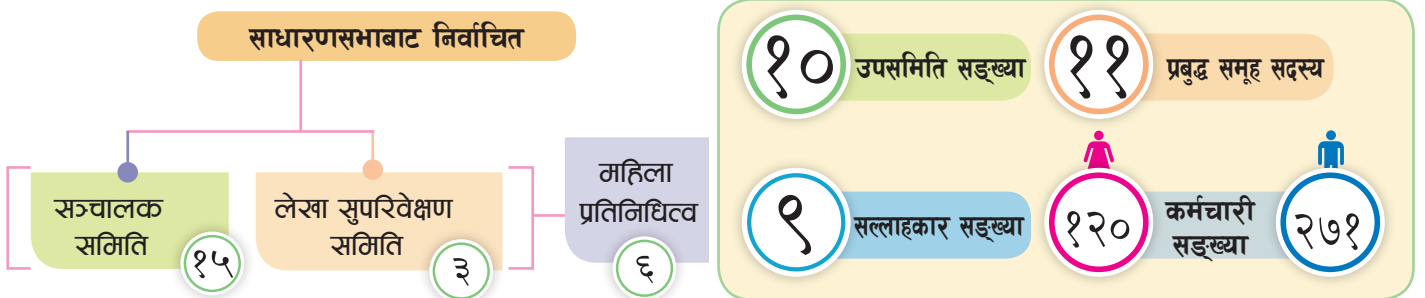 साधारणसभाबाट निर्वाचित
सञ्चालक
समिति
१५
लेखा सुपरिवेक्षण
समिति
३
महिला
प्रतिनिधित्व
६
१० उपसमिति सङ्ख्या
११ प्रबुद्ध समूह सदस्य
९ सल्लाहकार सङ्ख्या
१२०
कर्मचारी
सङ्ख्या
२७१